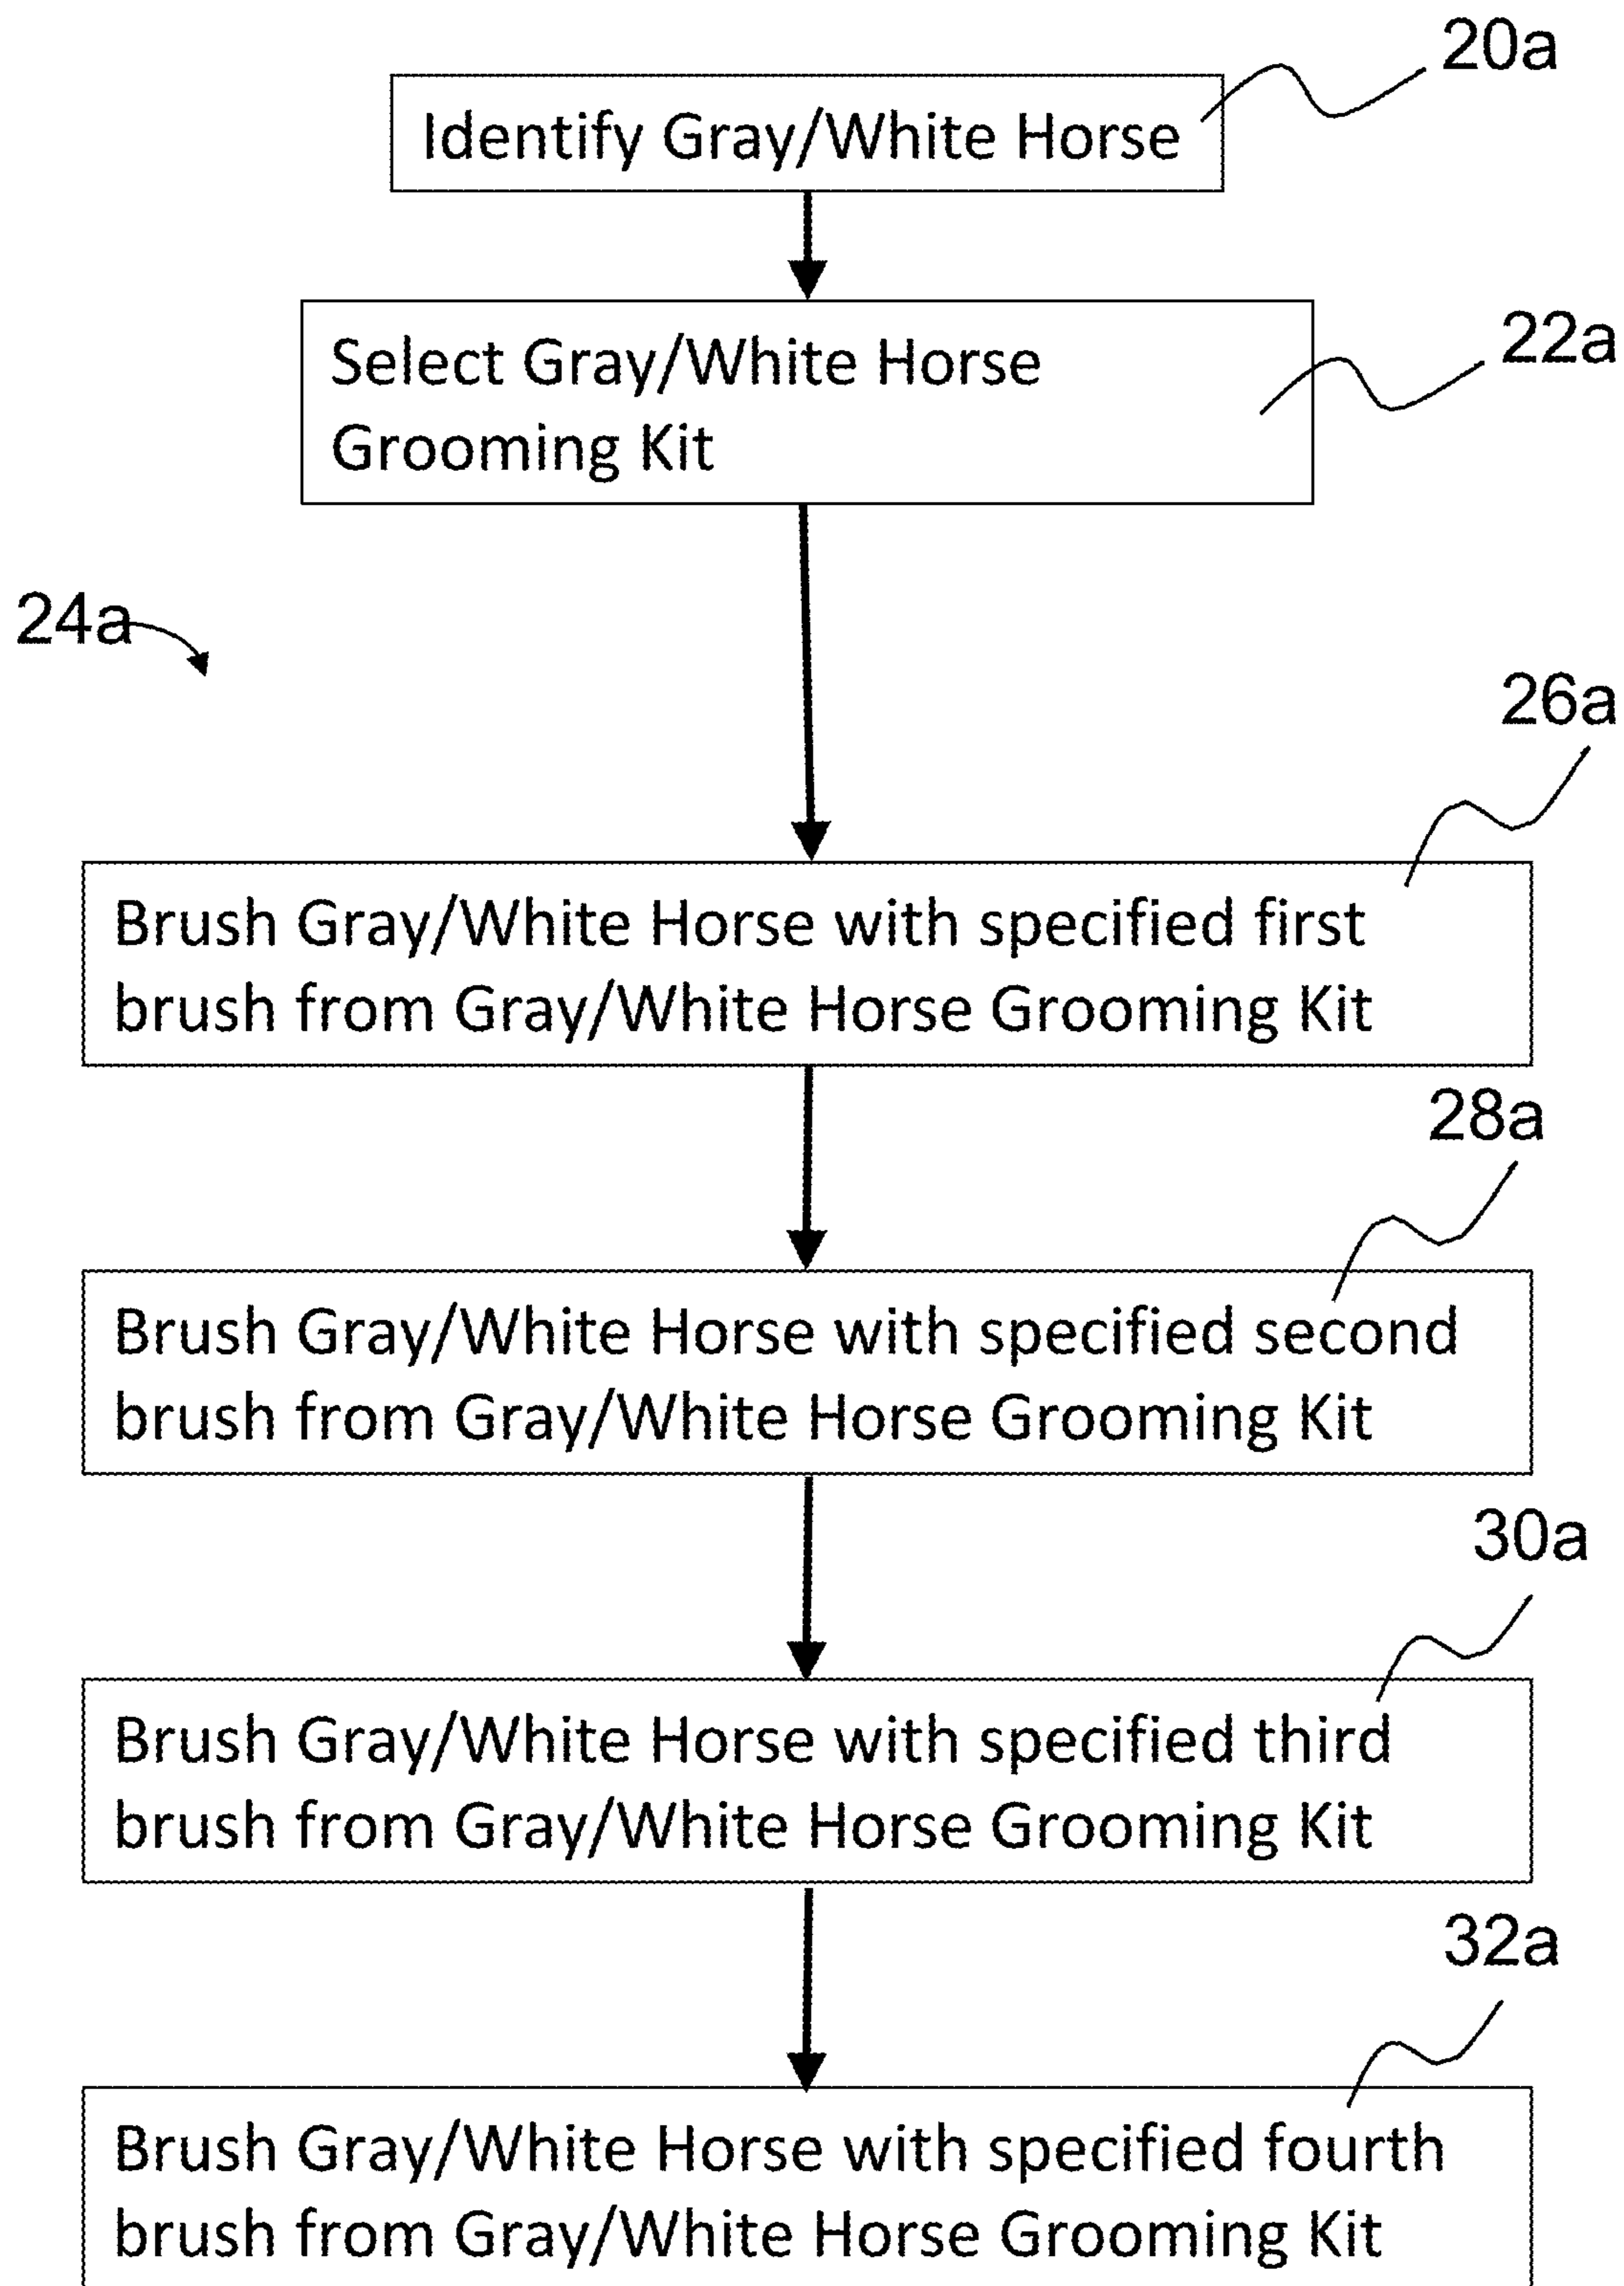 20a
Identify Gray/White Horse
22a
Select Gray/White Horse
Grooming Kit
24a
26a
Brush Gray/White Horse with specified first
brush from Gray/White Horse Grooming Kit
28a
Brush Gray/White Horse with specified second
brush from Gray/White Horse Grooming Kit
30a
Brush Gray/White Horse with specified third
brush from Gray/White Horse Grooming Kit
32a
Brush Gray/White Horse with specified fourth
brush from Gray/White Horse Grooming Kit